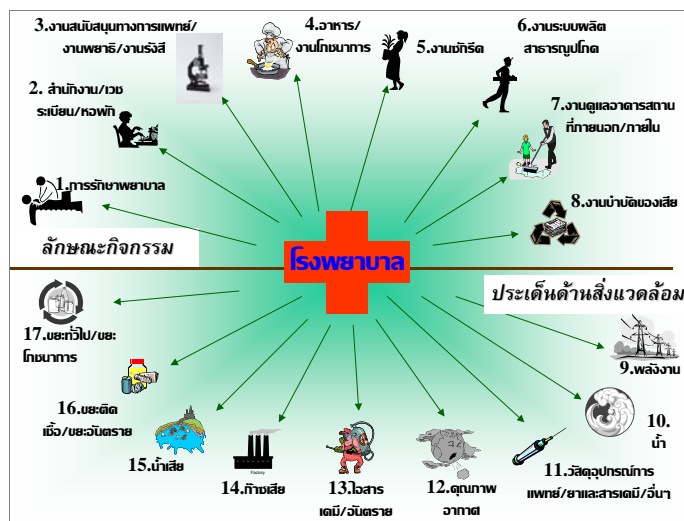 3.งานสนับสนุนทางการแพทย์/
งานพยาธิ/งานรังสี
4.อาหาร/
งานโภชนาการ
5.งานซักรีด
6.งานระบบผลิต
สาธารณูปโภค
2. สำนักงาน/เวช
ระเบียน/หอพัก
7.งานดูแลอาคารสถาน
ที่ภายนอก/ภายใน
1.การรักษาพยาบาล
8.งานบำบัดของเสีย
ลักษณะกิจกรรม
โรงพยาบาล
ประเด็นด้านสิ่งแวดล้อม
17.ขยะทั่วไป/ขยะ
โภชนาการ
9.พลังงาน
16.ขยะติด
เชื้อ/ขยะอันตราย
10.
น้ำ
15.น้ำเสีย
Factory
14.ก๊าซเสีย
13.ไอสาร
เคมี/อันตราย
12.คุณภาพ
อากาศ
11.วัสดุอุปกรณ์การ
แพทย์/ยาและสารเคมี/อื่นๆ